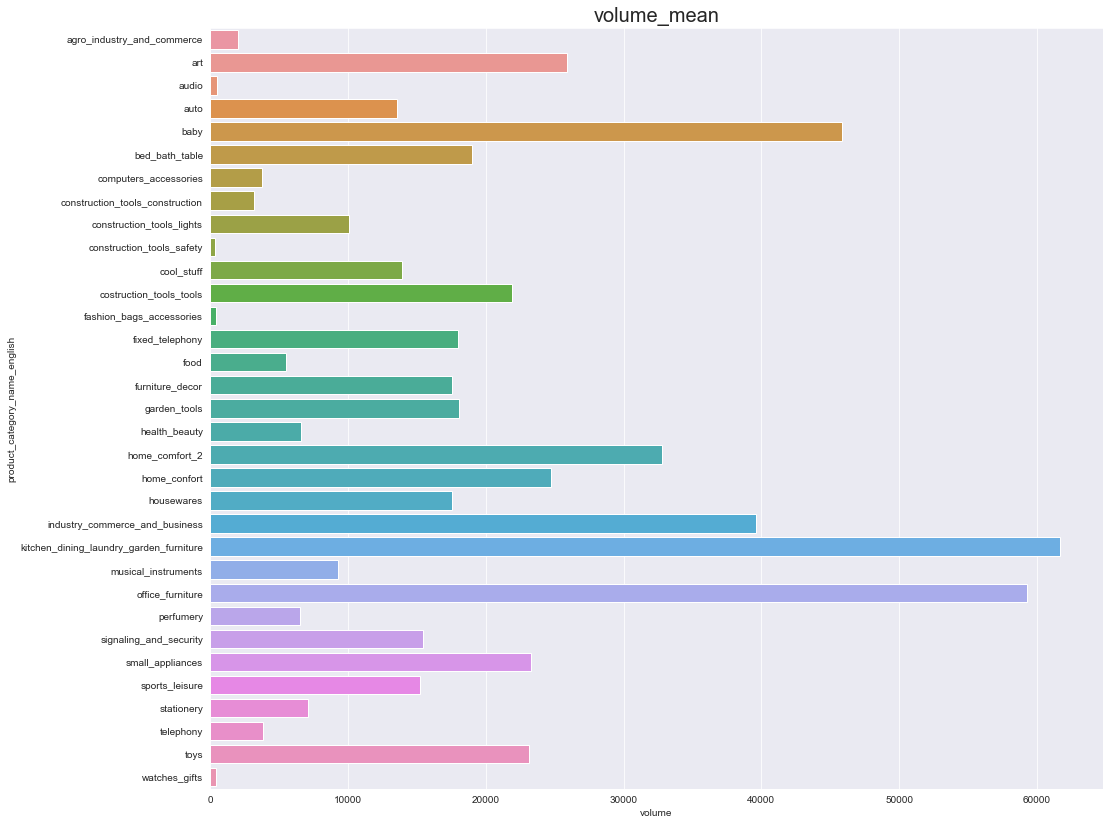 volume_mean
agro_industry_and_commerce
art
audio
auto
baby
bed_bath_table
computers_accessories
construction_tools_construction
construction_tools_lights
construction_tools_safety
cool_stuff
costruction_tools_tools
fashion_bags_accessories
fixed_telephony
food
furniture_decor
garden_tools
health_beauty
home_comfort_2
home_confort
housewares
industry_commerce_and_business
kitchen_dining_laundry_garden_furniture
musical_instruments
office_furniture
perfumery
signaling_and_security
small_appliances
sports_leisure
stationery
telephony
toys
watches_gifts
product_category_name_english
0 10000 20000 30000 40000 50000 60000
volume